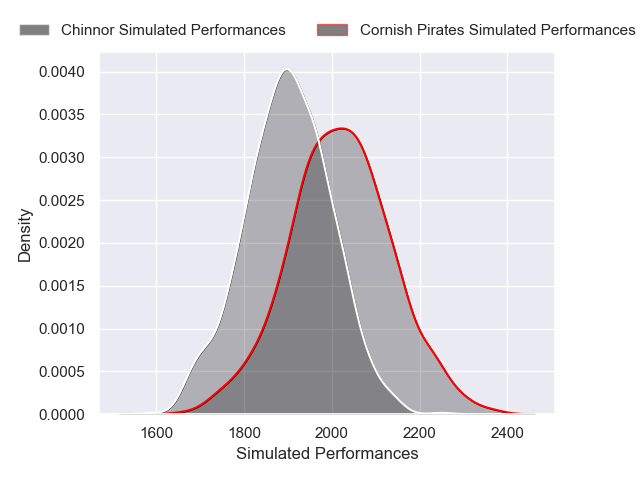 Chinnor Simulated Performances Cornish Pirates Simulated Performances
0.0040
0.0035
0.0030
0.0025
0.0020
0.0015
0.0010
0.0005
0.0000
Density
1600 1800 2000 2200 2400
Simulated Performances